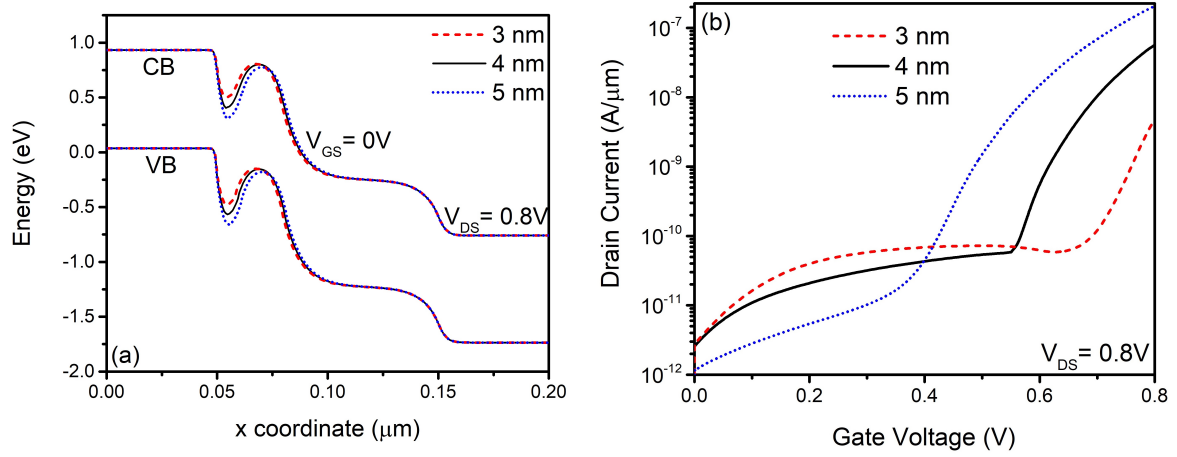 1.0
0.5
0.0
-0.5
-1.0
-1.5
-2.0
Energy (eV)
CB
VB
3 nm
4 nm
5 nm
V_GS= 0V
V_DS= 0.8V
(a)
0.00 0.05 0.10 0.15 0.20
x coordinate (μm)
(b)
10^-7
10^-8
10^-9
10^-10
10^-11
10^-12
Drain Current (A/μm)
3 nm
4 nm
5 nm
V_DS= 0.8V
0.0 0.2 0.4 0.6 0.8
Gate Voltage (V)